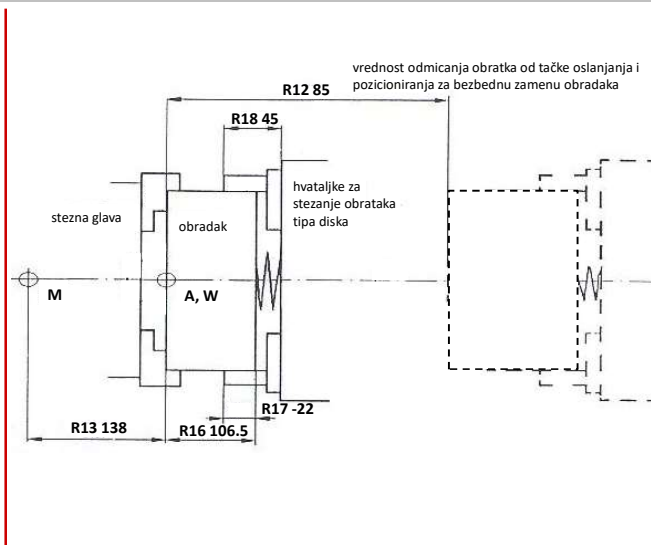 vrednost odmicanja obratka od tačke oslanjanja i
pozicioniranja za bezbednu zamenu obradaka
R12 85
R18 45
hvataljke za
stezanje obrataka
tipa diska
stezna glava
obradak
M
A, W
R17 -22
R13 138
R16 106.5